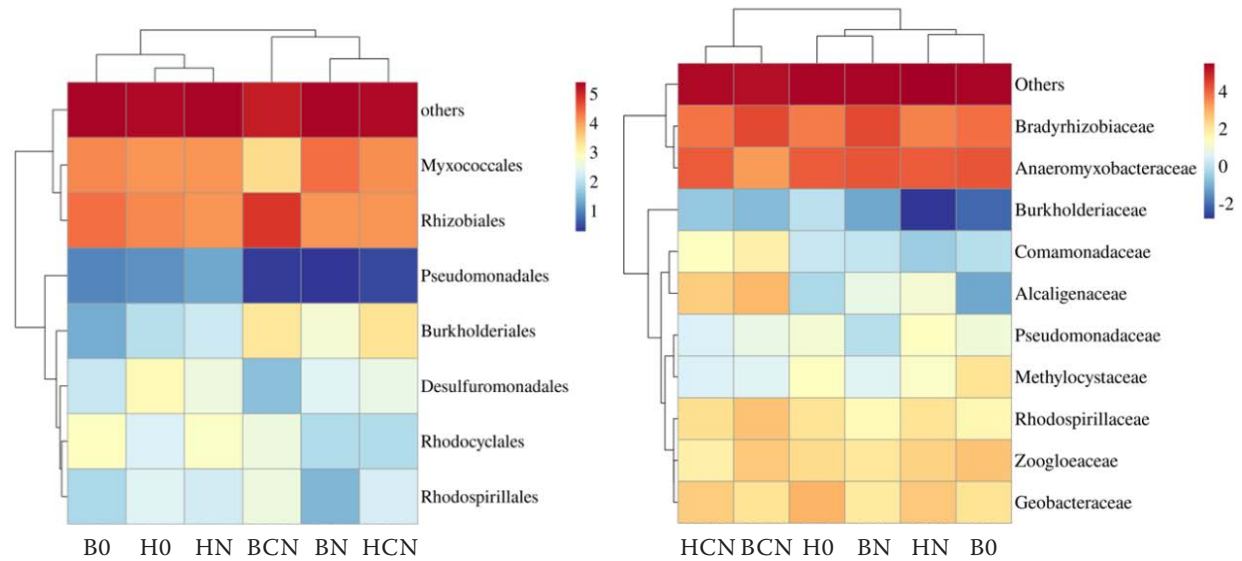 others
Myxococcales
Rhizobiales
Pseudomonadales
Burkholderiales
Desulfuromonadales
Rhodocyclales
Rhodospirillales
B0 H0 HN BCN BN HCN
5
4
3
2
1
Others
Bradyrhizobiaceae
Anaeromyxobacteraceae
Burkholderiaceae
Comamonadaceae
Alcaligenaceae
Pseudomonadaceae
Methylocystaceae
Rhodospirillaceae
Zoogloeaceae
Geobacteraceae
HCN BCN H0 BN HN B0
4
2
0
-2